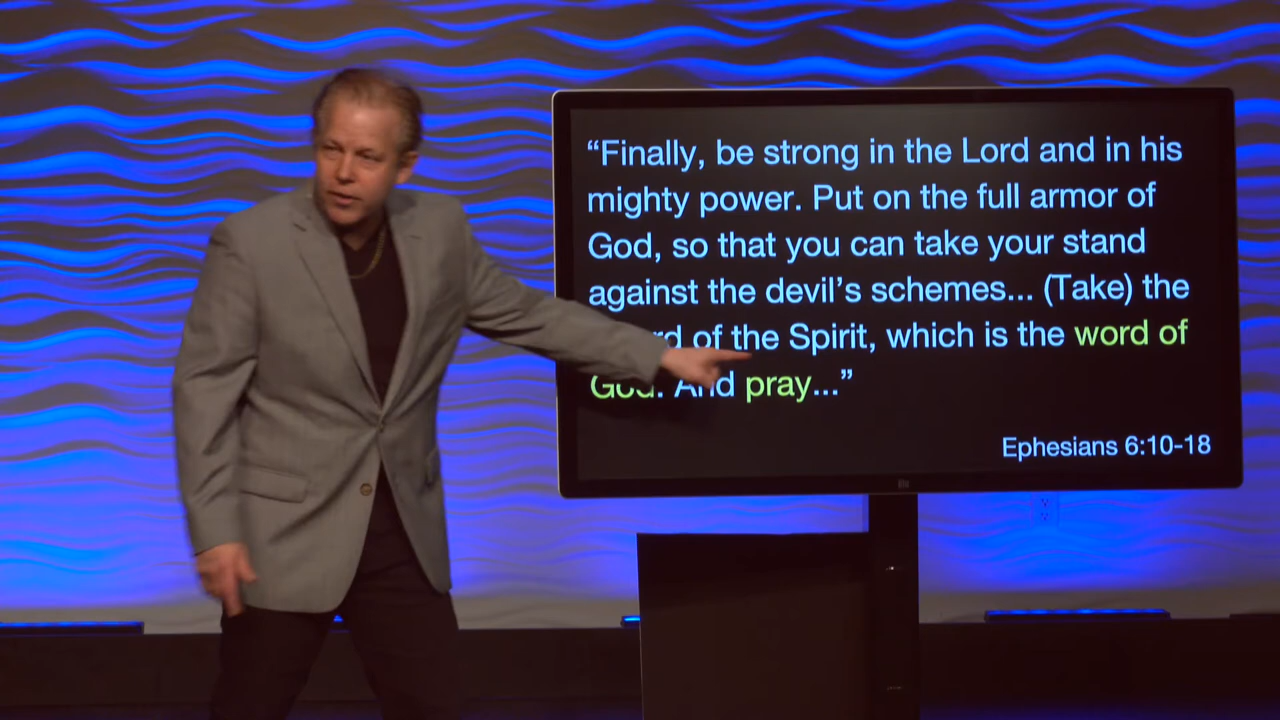 “Finally, be strong in the Lord and in his
mighty power. Put on the full armor of
God, so that you can take your stand
against the devil’s schemes... (Take) the
of the Spirit, which is the word of
God. And pray...”
Ephesians 6:10-18